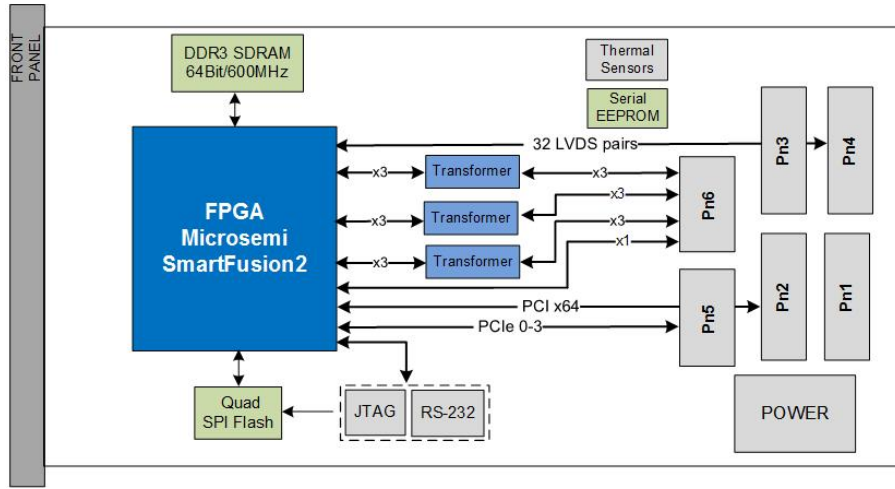 FRONT
PANEL
DDR3 SDRAM
64Bit/600MHz
Thermal
Sensors
Serial
EEPROM
32 LVDS pairs
Pn3
Pn4
x3
Transformer
x3
FPGA
Microsemi
SmartFusion2
x3
Transformer
x3
Pn6
x3
Transformer
x3
x1
PCI x64
PCIe 0-3
Pn5
Pn2
Pn1
Quad
SPI Flash
JTAG
RS-232
POWER